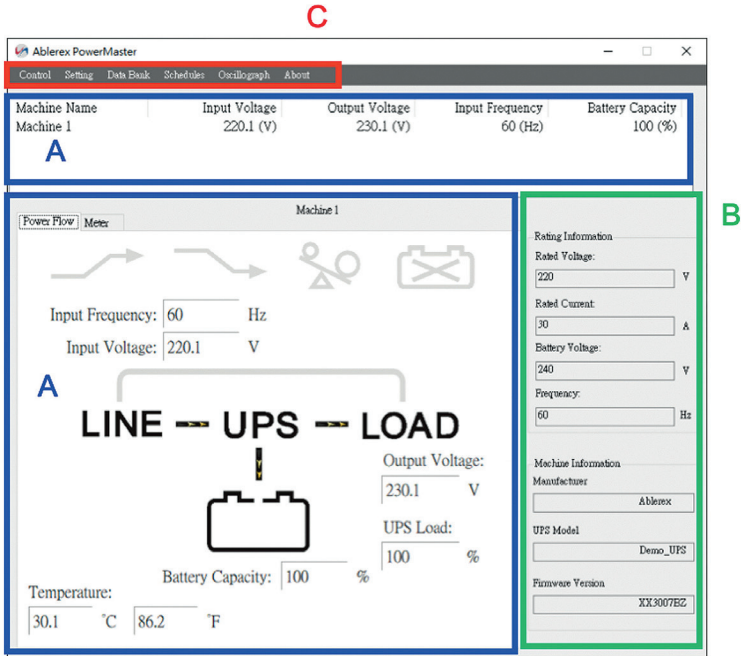 C
Ablerex PowerMaster
Control Setting Data Bank Schedules Oscillograph About
Machine Name Input Voltage Output Voltage Input Frequency Battery Capacity
Machine 1 220.1 (V) 230.1 (V) 60 (Hz) 100 (%)
A
B
Machine 1
Power Flow Meter
Input Frequency: 60 Hz
Input Voltage: 220.1 V
A
LINE UPS LOAD
Output Voltage:
230.1 V
UPS Load:
100 %
Battery Capacity: 100 %
Temperature:
30.1 °C 86.2 °F
Rating Information
Rated Voltage:
220 V
Rated Current:
30 A
Battery Voltage:
240 V
Frequency:
60 Hz
Machine Information
Manufacturer
Ablerex
UPS Model
Demo_UPS
Firmware Version
XX3007BZ